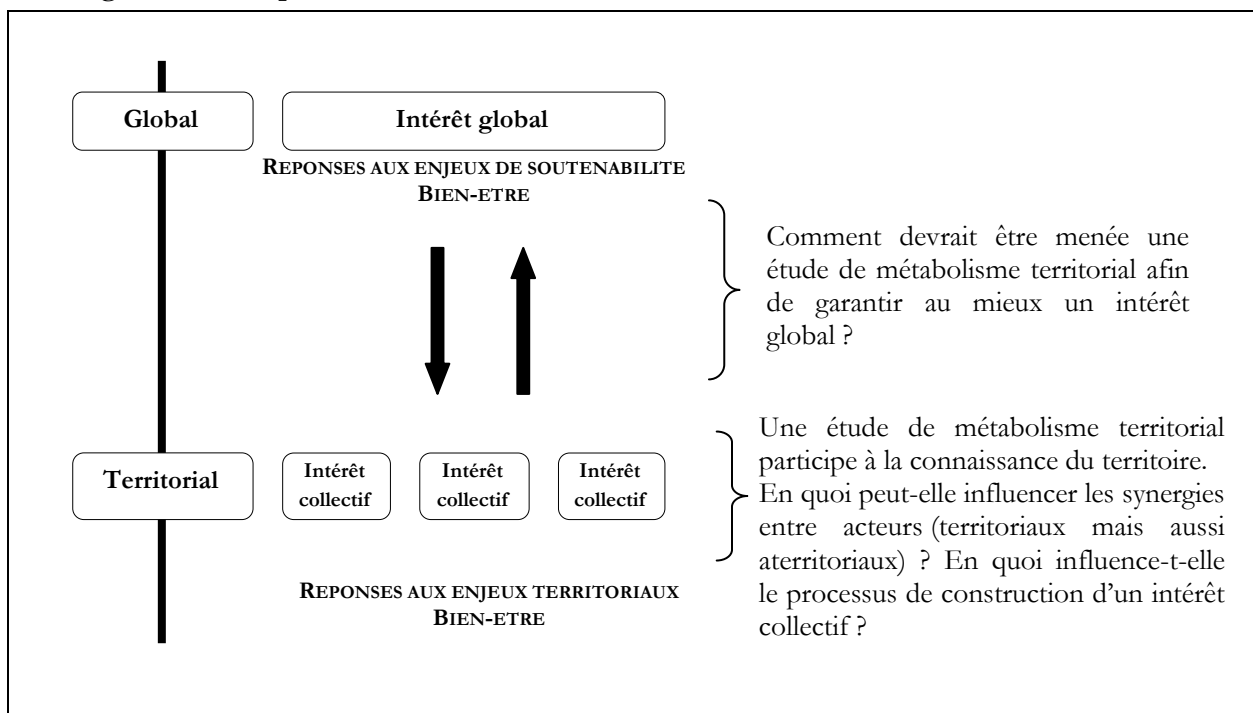 Global
Intérêt global
REPONSES AUX ENJEUX DE SOUTENABILITE
BIEN-ETRE
Comment devrait être menée une
étude de métabolisme territorial afin
de garantir au mieux un intérêt
global ?
Territorial
Intérêt
collectif
Intérêt
collectif
Intérêt
collectif
REPONSES AUX ENJEUX TERRITORIAUX
BIEN-ETRE
Une étude de métabolisme territorial
participe à la connaissance du territoire.
En quoi peut-elle influencer les synergies
entre acteurs (territoriaux mais aussi
aterritoriaux) ? En quoi influence-t-elle
le processus de construction d'un intérêt
collectif ?